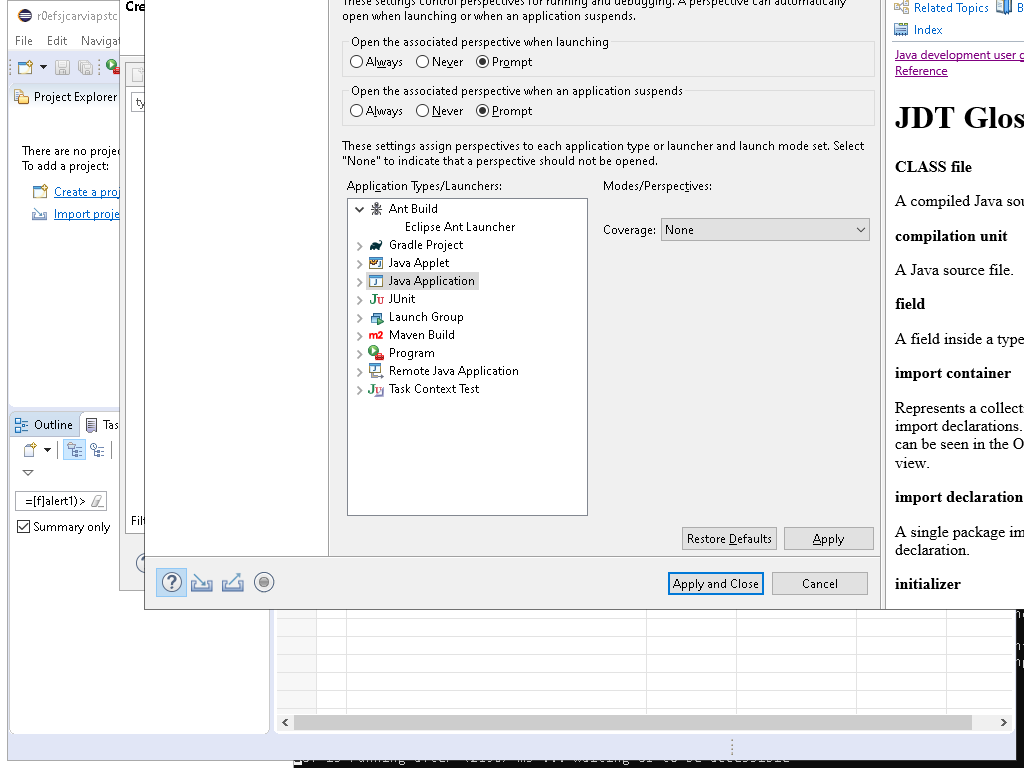 r0efsjcarviapstc
File Edit Navigat
Project Explorer
There are no projec
To add a project:
Create a proj
Import proje
Outline
Tas
=[f]alert1)>
Summary only
Cre
ty
Filt
These settings control perspectives for running and debugging. A perspective can automatically
open when launching or when an application suspends.
Open the associated perspective when launching
Always Never Prompt
Open the associated perspective when an application suspends
Always Never Prompt
These settings assign perspectives to each application type or launcher and launch mode set. Select
"None" to indicate that a perspective should not be opened.
Application Types/Launchers:
Modes/Perspectives:
Ant Build
Eclipse Ant Launcher
Gradle Project
Java Applet
Java Application
JUnit
Launch Group
Maven Build
Program
Remote Java Application
Task Context Test
Coverage: None
Restore Defaults Apply
Apply and Close Cancel
Related Topics B
Index
Java development user g
Reference
JDT Glos
CLASS file
A compiled Java sou
compilation unit
A Java source file.
field
A field inside a type
import container
Represents a collecti
import declarations.
can be seen in the O
view.
import declaration
A single package im
declaration.
initializer